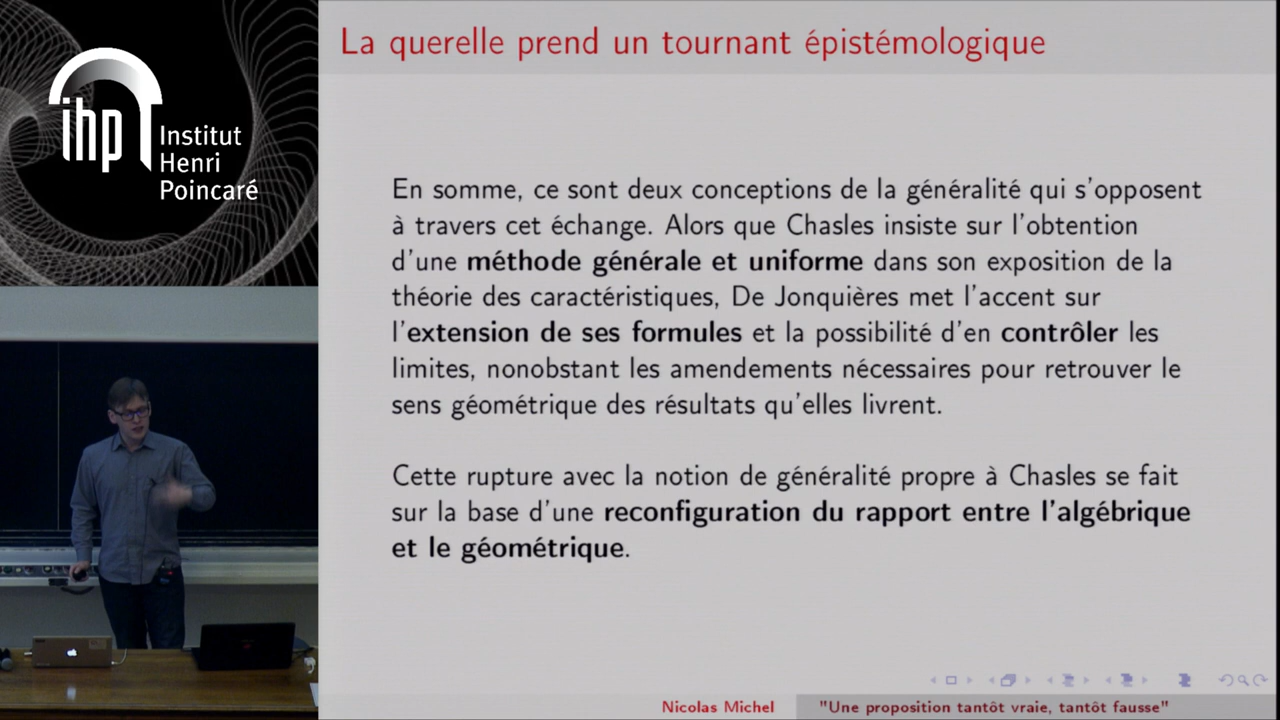 ihp
Institut
Henri
Poincaré
La querelle prend un tournant épistémologique
En somme, ce sont deux conceptions de la généralité qui s'opposent
à travers cet échange. Alors que Chasles insiste sur l'obtention
d'une méthode générale et uniforme dans son exposition de la
théorie des caractéristiques, De Jonquières met l'accent sur
l'extension de ses formules et la possibilité d'en contrôler les
limites, nonobstant les amendements nécessaires pour retrouver le
sens géométrique des résultats qu'elles livrent.
Cette rupture avec la notion de généralité propre à Chasles se fait
sur la base d'une reconfiguration du rapport entre l'algébrique
et le géométrique.
Nicolas Michel
"Une proposition tantôt vraie, tantôt fausse"